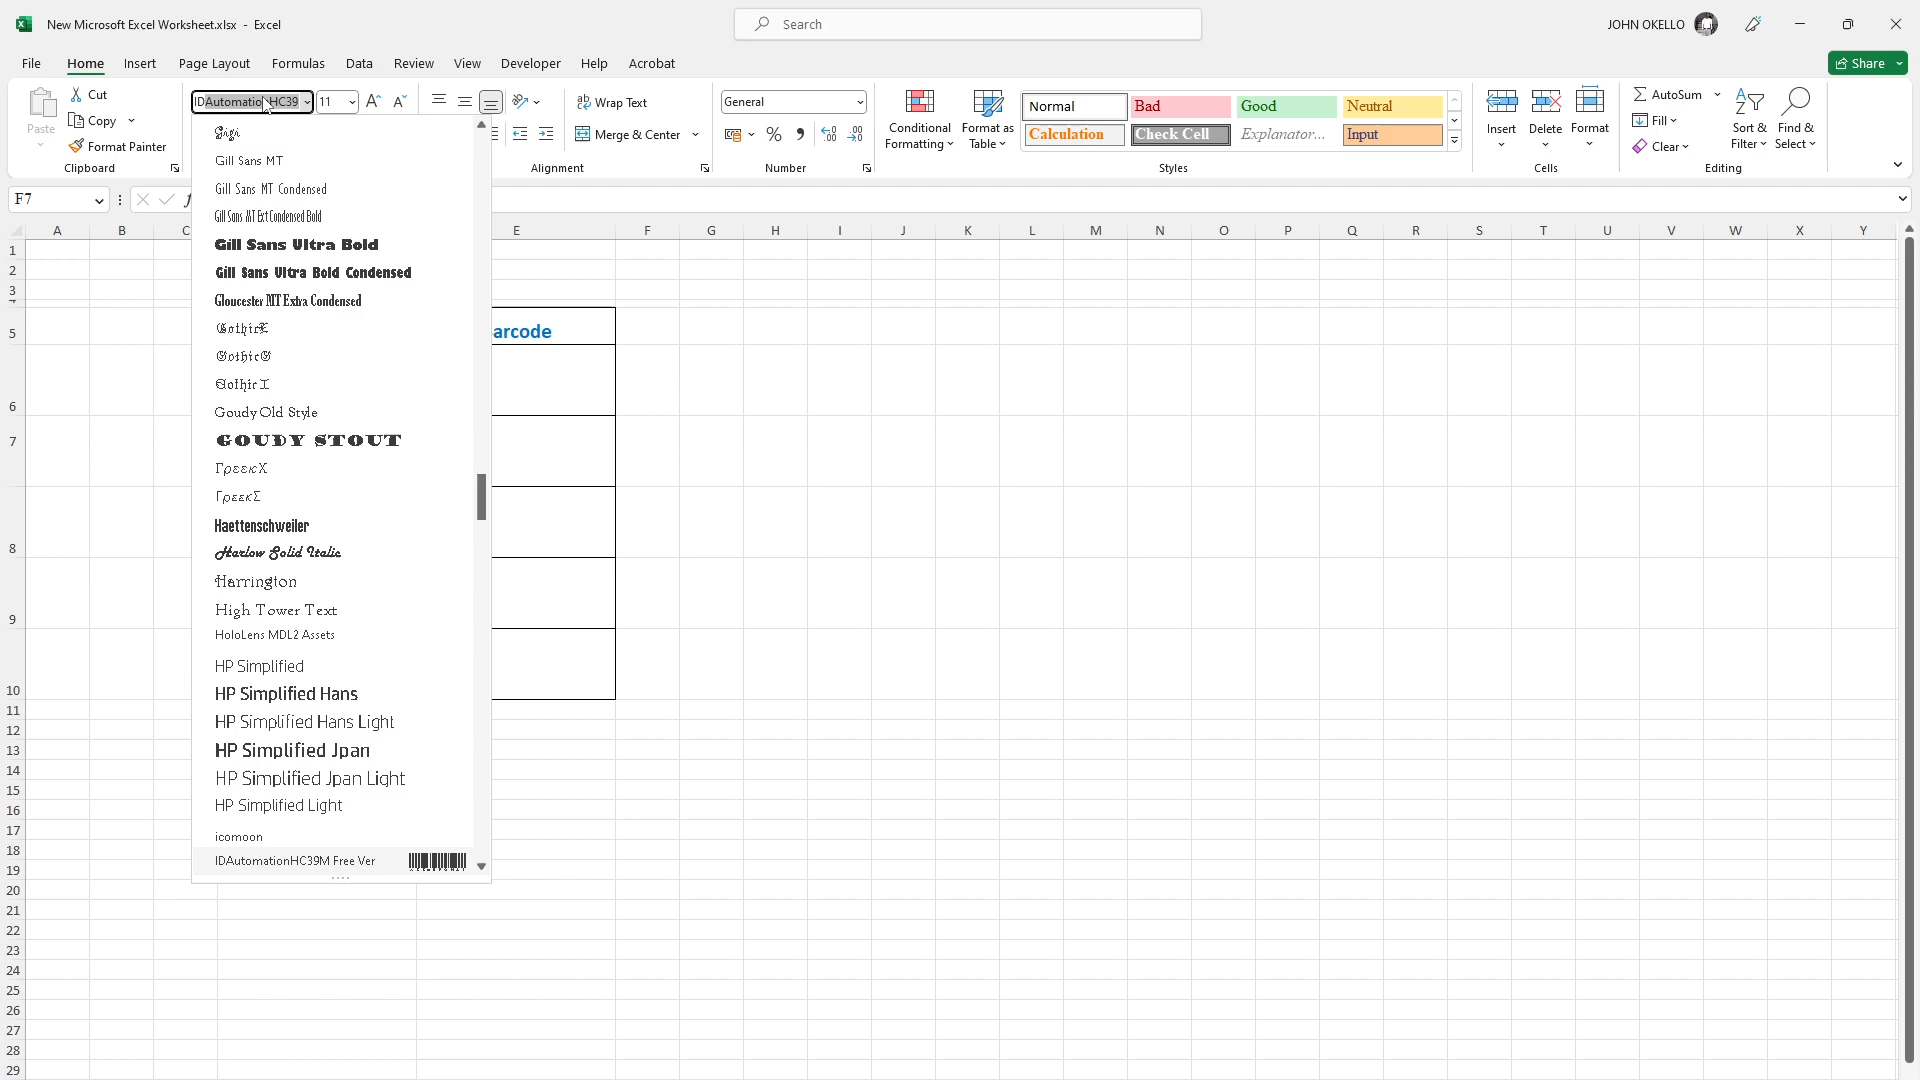 New Microsoft Excel Worksheet.xlsx - Excel
Search
JOHN OKELLO
File Home Insert Page Layout Formulas Data Review View Developer Help Acrobat
Share
Paste
Cut
Copy
Format Painter
Clipboard
IDAutomationHC39
11
Wrap Text
Merge & Center
Alignment
General
Number
Conditional Formatting
Format as Table
Normal Bad Good Neutral
Calculation Check Cell Explanator... Input
Styles
Insert Delete Format
Cells
AutoSum
Fill
Clear
Sort & Filter
Find & Select
Editing
F7
A B C E F G H I J K L M N O P Q R S T U V W X Y
Gigi
Gill Sans MT
Gill Sans MT Condensed
Gill Sans MT Ext Condensed Bold
Gill Sans Ultra Bold
Gill Sans Ultra Bold Condensed
Gloucester MT Extra Condensed
GothicE
GothicG
GothicI
Goudy Old Style
GOUDY STOUT
ΓρεεκΧ
ΓρεεκΣ
Haettenschweiler
Harlow Solid Italic
Harrington
High Tower Text
HoloLens MDL2 Assets
HP Simplified
HP Simplified Hans
HP Simplified Hans Light
HP Simplified Jpan
HP Simplified Jpan Light
HP Simplified Light
icomoon
IDAutomationHC39M Free Ver
arcode
1
2
3
5
6
7
8
9
10
11
12
13
14
15
16
17
18
19
20
21
22
23
24
25
26
27
28
29